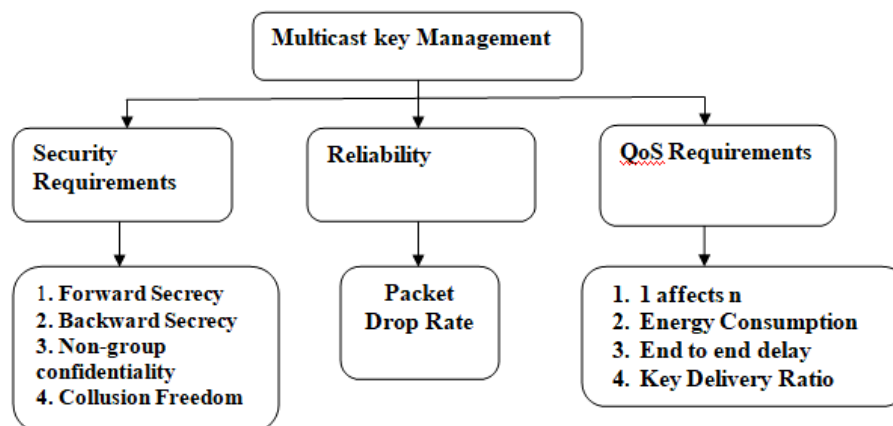 Multicast key Management
Security
Requirements
Reliability
QoS Requirements
1. Forward Secrecy
2. Backward Secrecy
3. Non-group
confidentiality
4. Collusion Freedom
Packet
Drop Rate
1. 1 affects n
2. Energy Consumption
3. End to end delay
4. Key Delivery Ratio